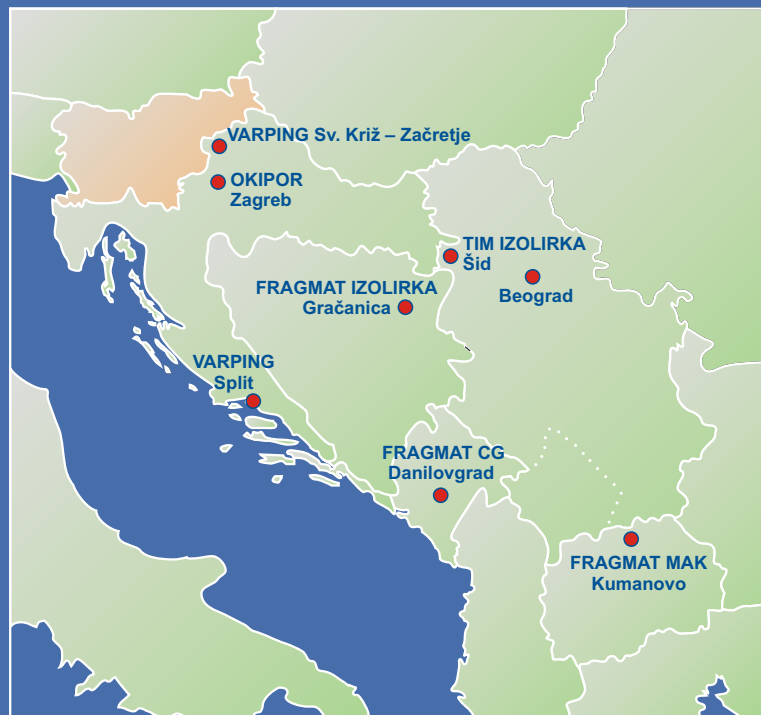 VARPING Sv. Križ – Začretje
OKIPOR
Zagreb
TIM IZOLIRKA
Šid
Beograd
FRAGMAT IZOLIRKA
Gračanica
VARPING
Split
FRAGMAT CG
Danilovgrad
FRAGMAT MAK
Kumanovo